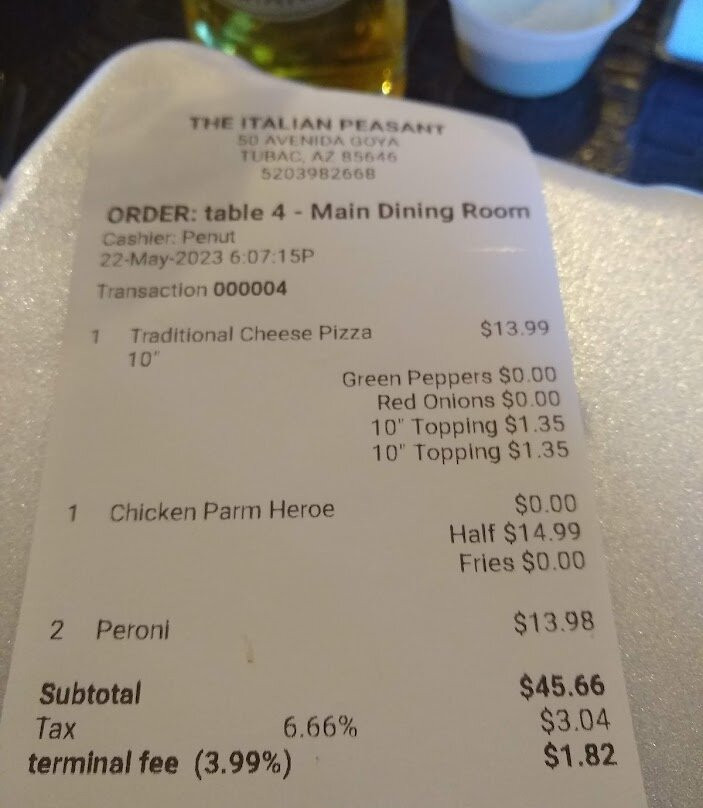 THE ITALIAN PEASANT
50 AVENIDA GOYA
TUBAC, AZ 85646
5203982668
ORDER: table 4 - Main Dining Room
Cashier: Penut
22-May-2023 6:07:15P
Transaction 000004
1 Traditional Cheese Pizza $13.99
10"
Green Peppers $0.00
Red Onions $0.00
10" Topping $1.35
10" Topping $1.35
1 Chicken Parm Heroe $0.00
Half $14.99
Fries $0.00
2 Peroni $13.98
Subtotal $45.66
Tax 6.66% $3.04
terminal fee (3.99%) $1.82